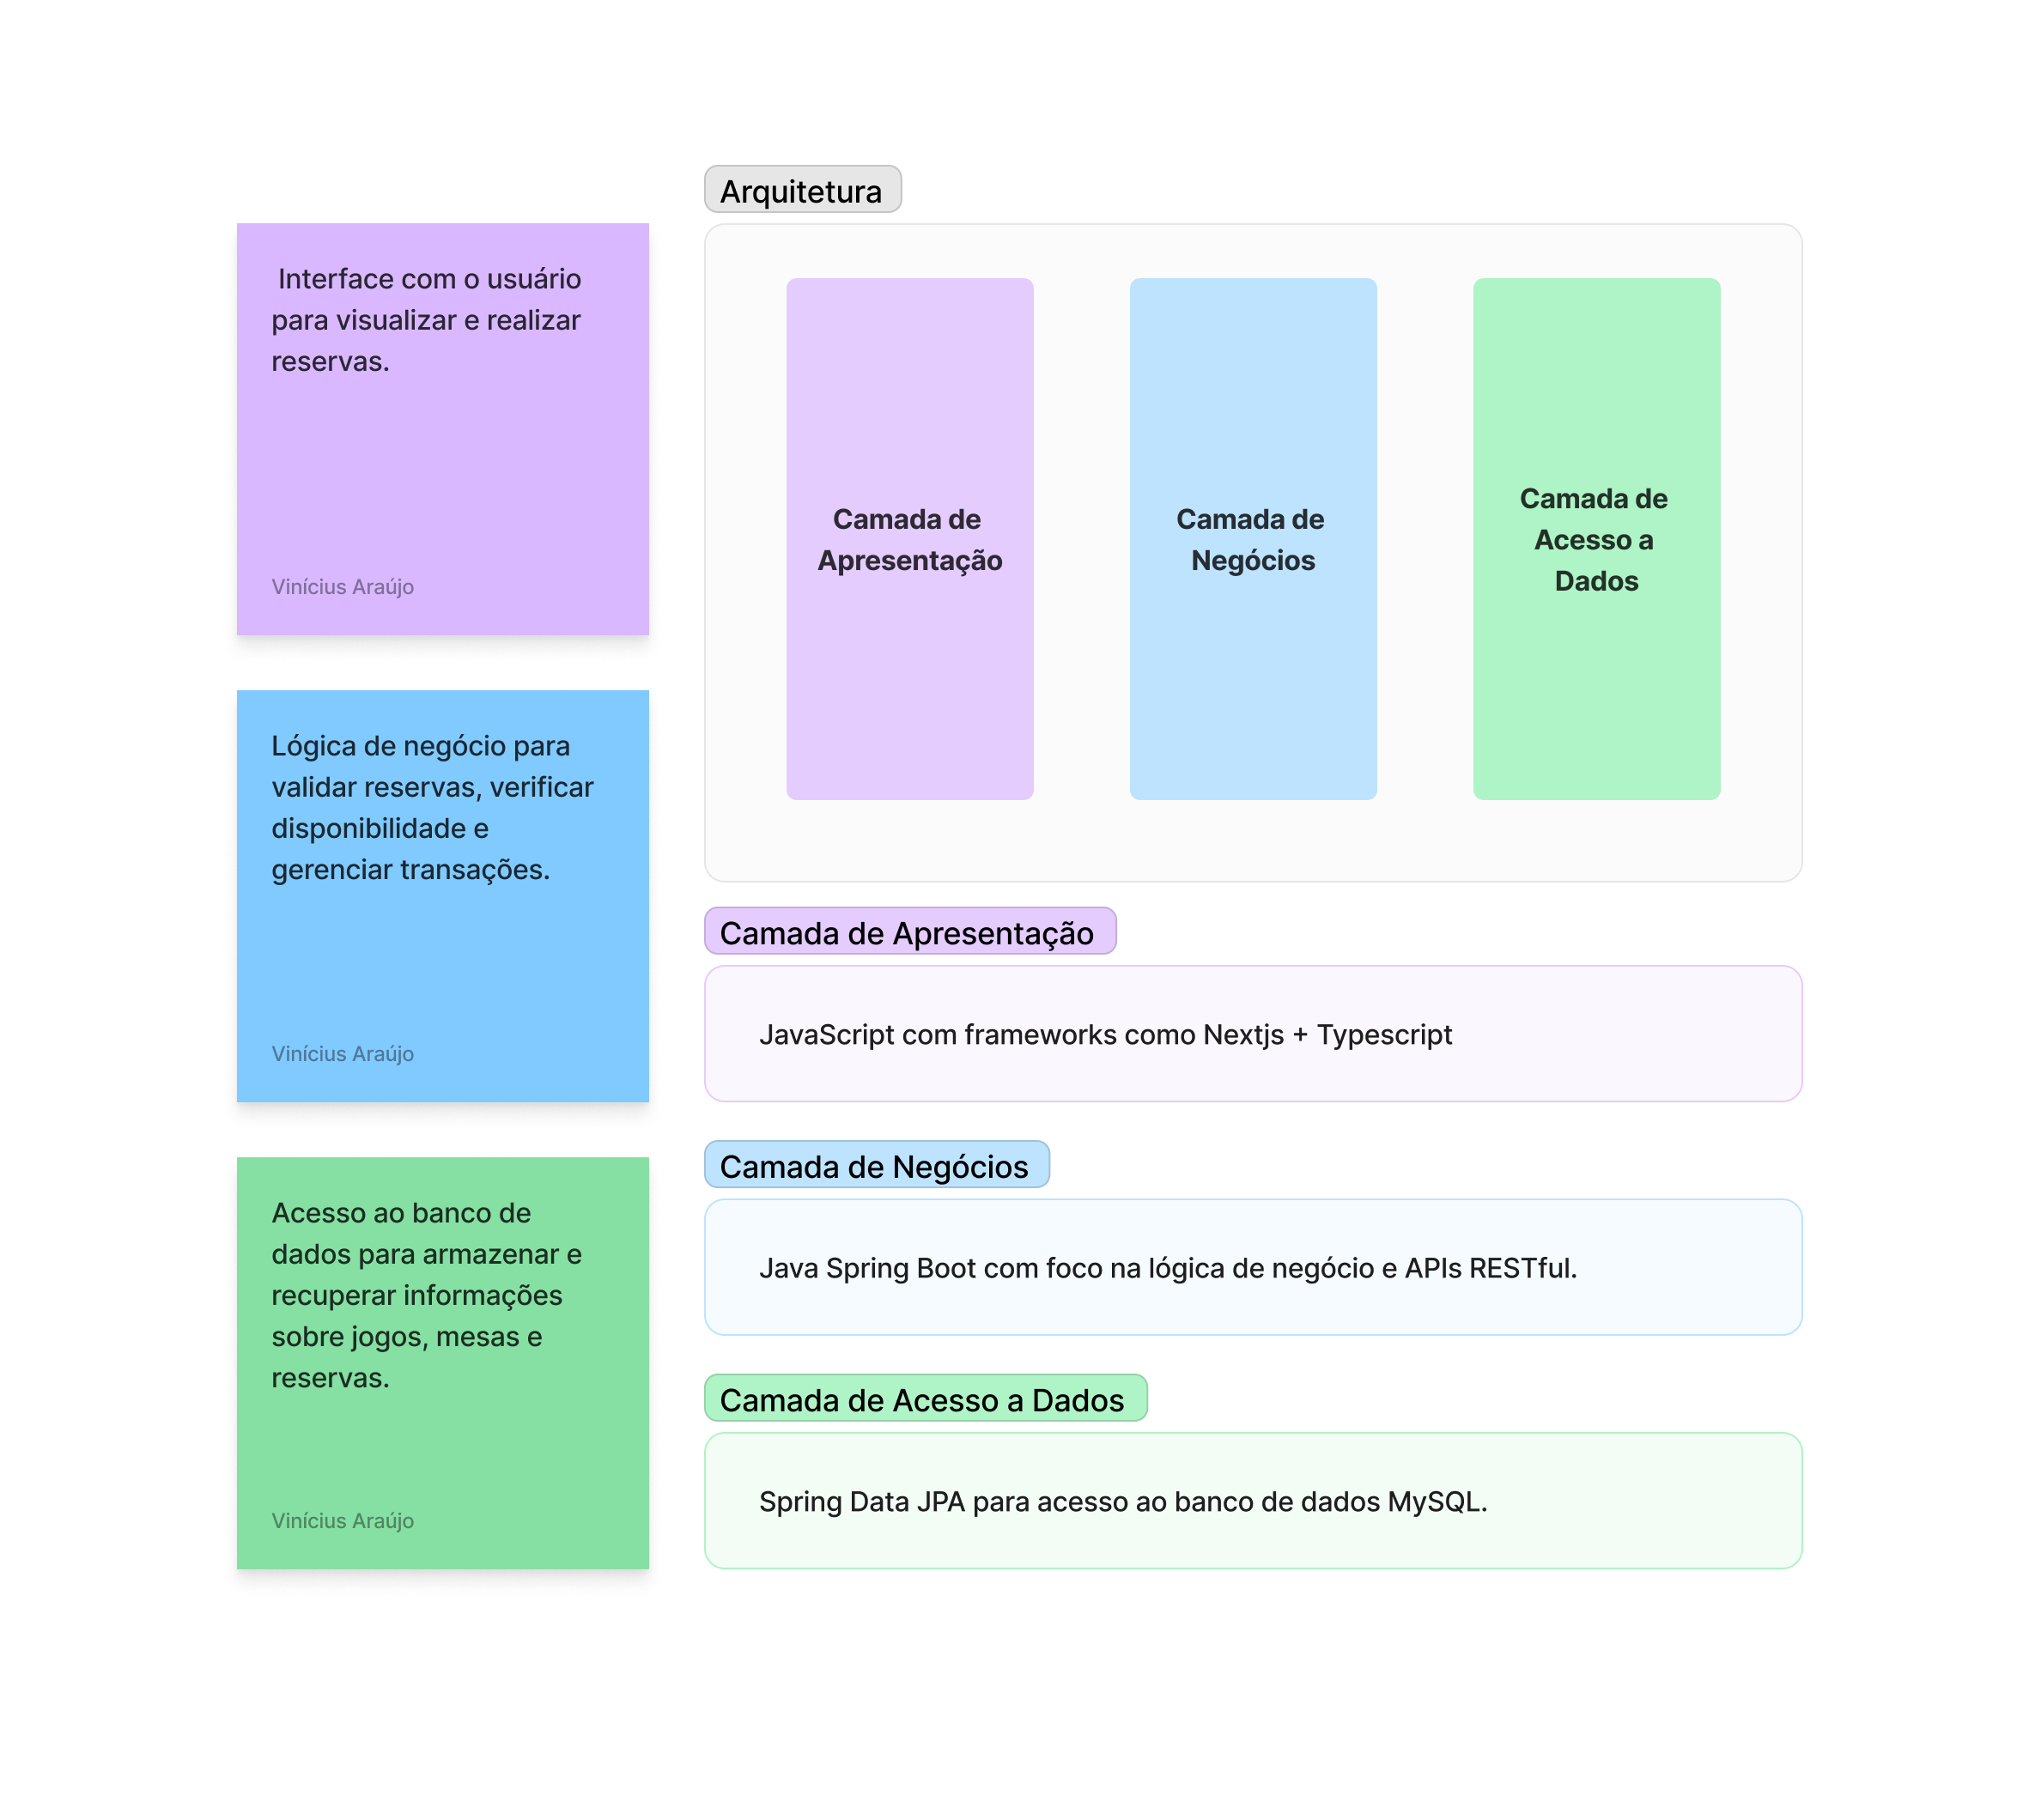 Interface com o usuário
para visualizar e realizar
reservas.
Vinícius Araújo
Lógica de negócio para
validar reservas, verificar
disponibilidade e
gerenciar transações.
Vinícius Araújo
Acesso ao banco de
dados para armazenar e
recuperar informações
sobre jogos, mesas e
reservas.
Vinícius Araújo
Arquitetura
Camada de
Apresentação
Camada de
Negócios
Camada de
Acesso a
Dados
Camada de Apresentação
JavaScript com frameworks como Nextjs + Typescript
Camada de Negócios
Java Spring Boot com foco na lógica de negócio e APIs RESTful.
Camada de Acesso a Dados
Spring Data JPA para acesso ao banco de dados MySQL.